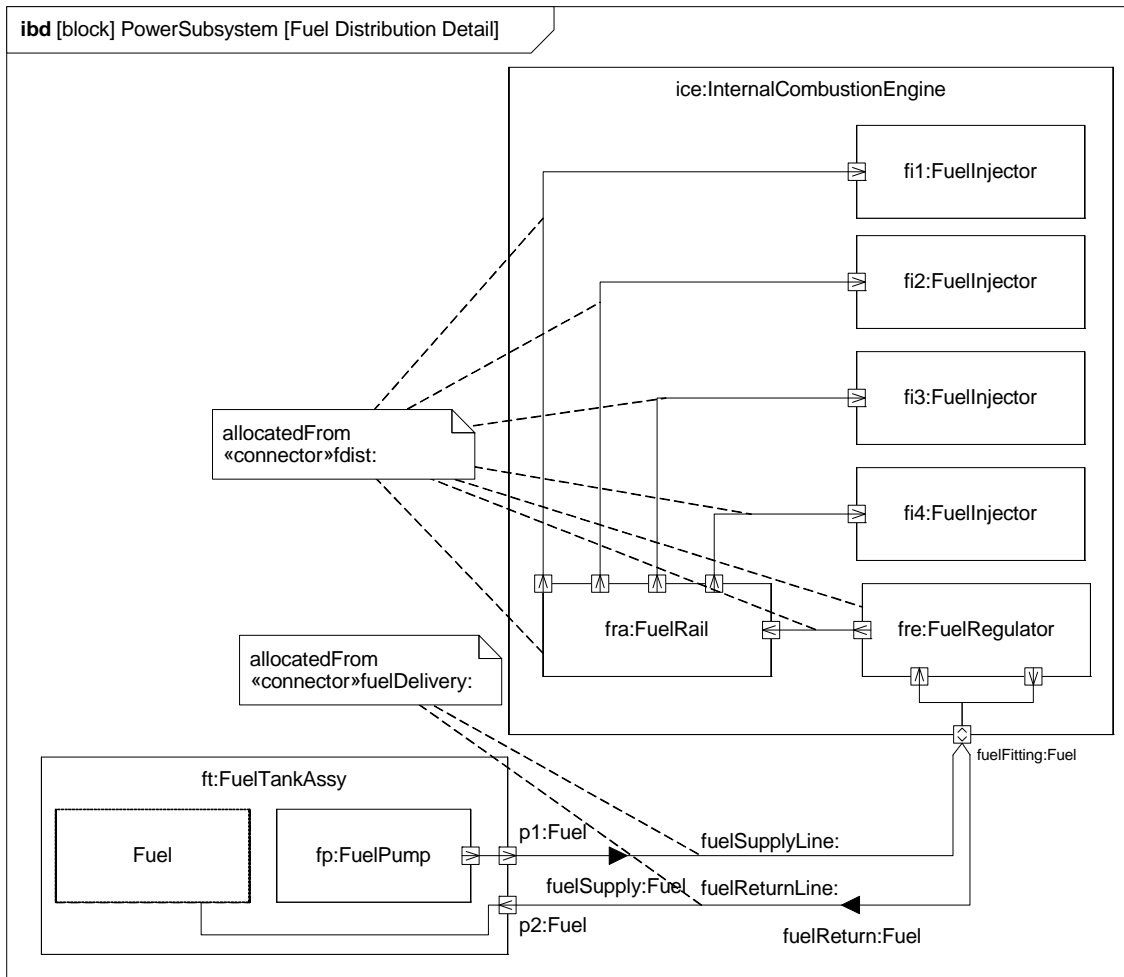 ibd [block] PowerSubsystem [Fuel Distribution Detail]
ice:InternalCombustionEngine
fi1:FuelInjector
fi2:FuelInjector
fi3:FuelInjector
allocatedFrom
«connector»fdist:
fi4:FuelInjector
fra:FuelRail
fre:FuelRegulator
allocatedFrom
«connector»fuelDelivery:
fuelFitting:Fuel
ft:FuelTankAssy
p1:Fuel
fuelSupplyLine:
Fuel
fp:FuelPump
fuelSupply:Fuel
fuelReturnLine:
p2:Fuel
fuelReturn:Fuel